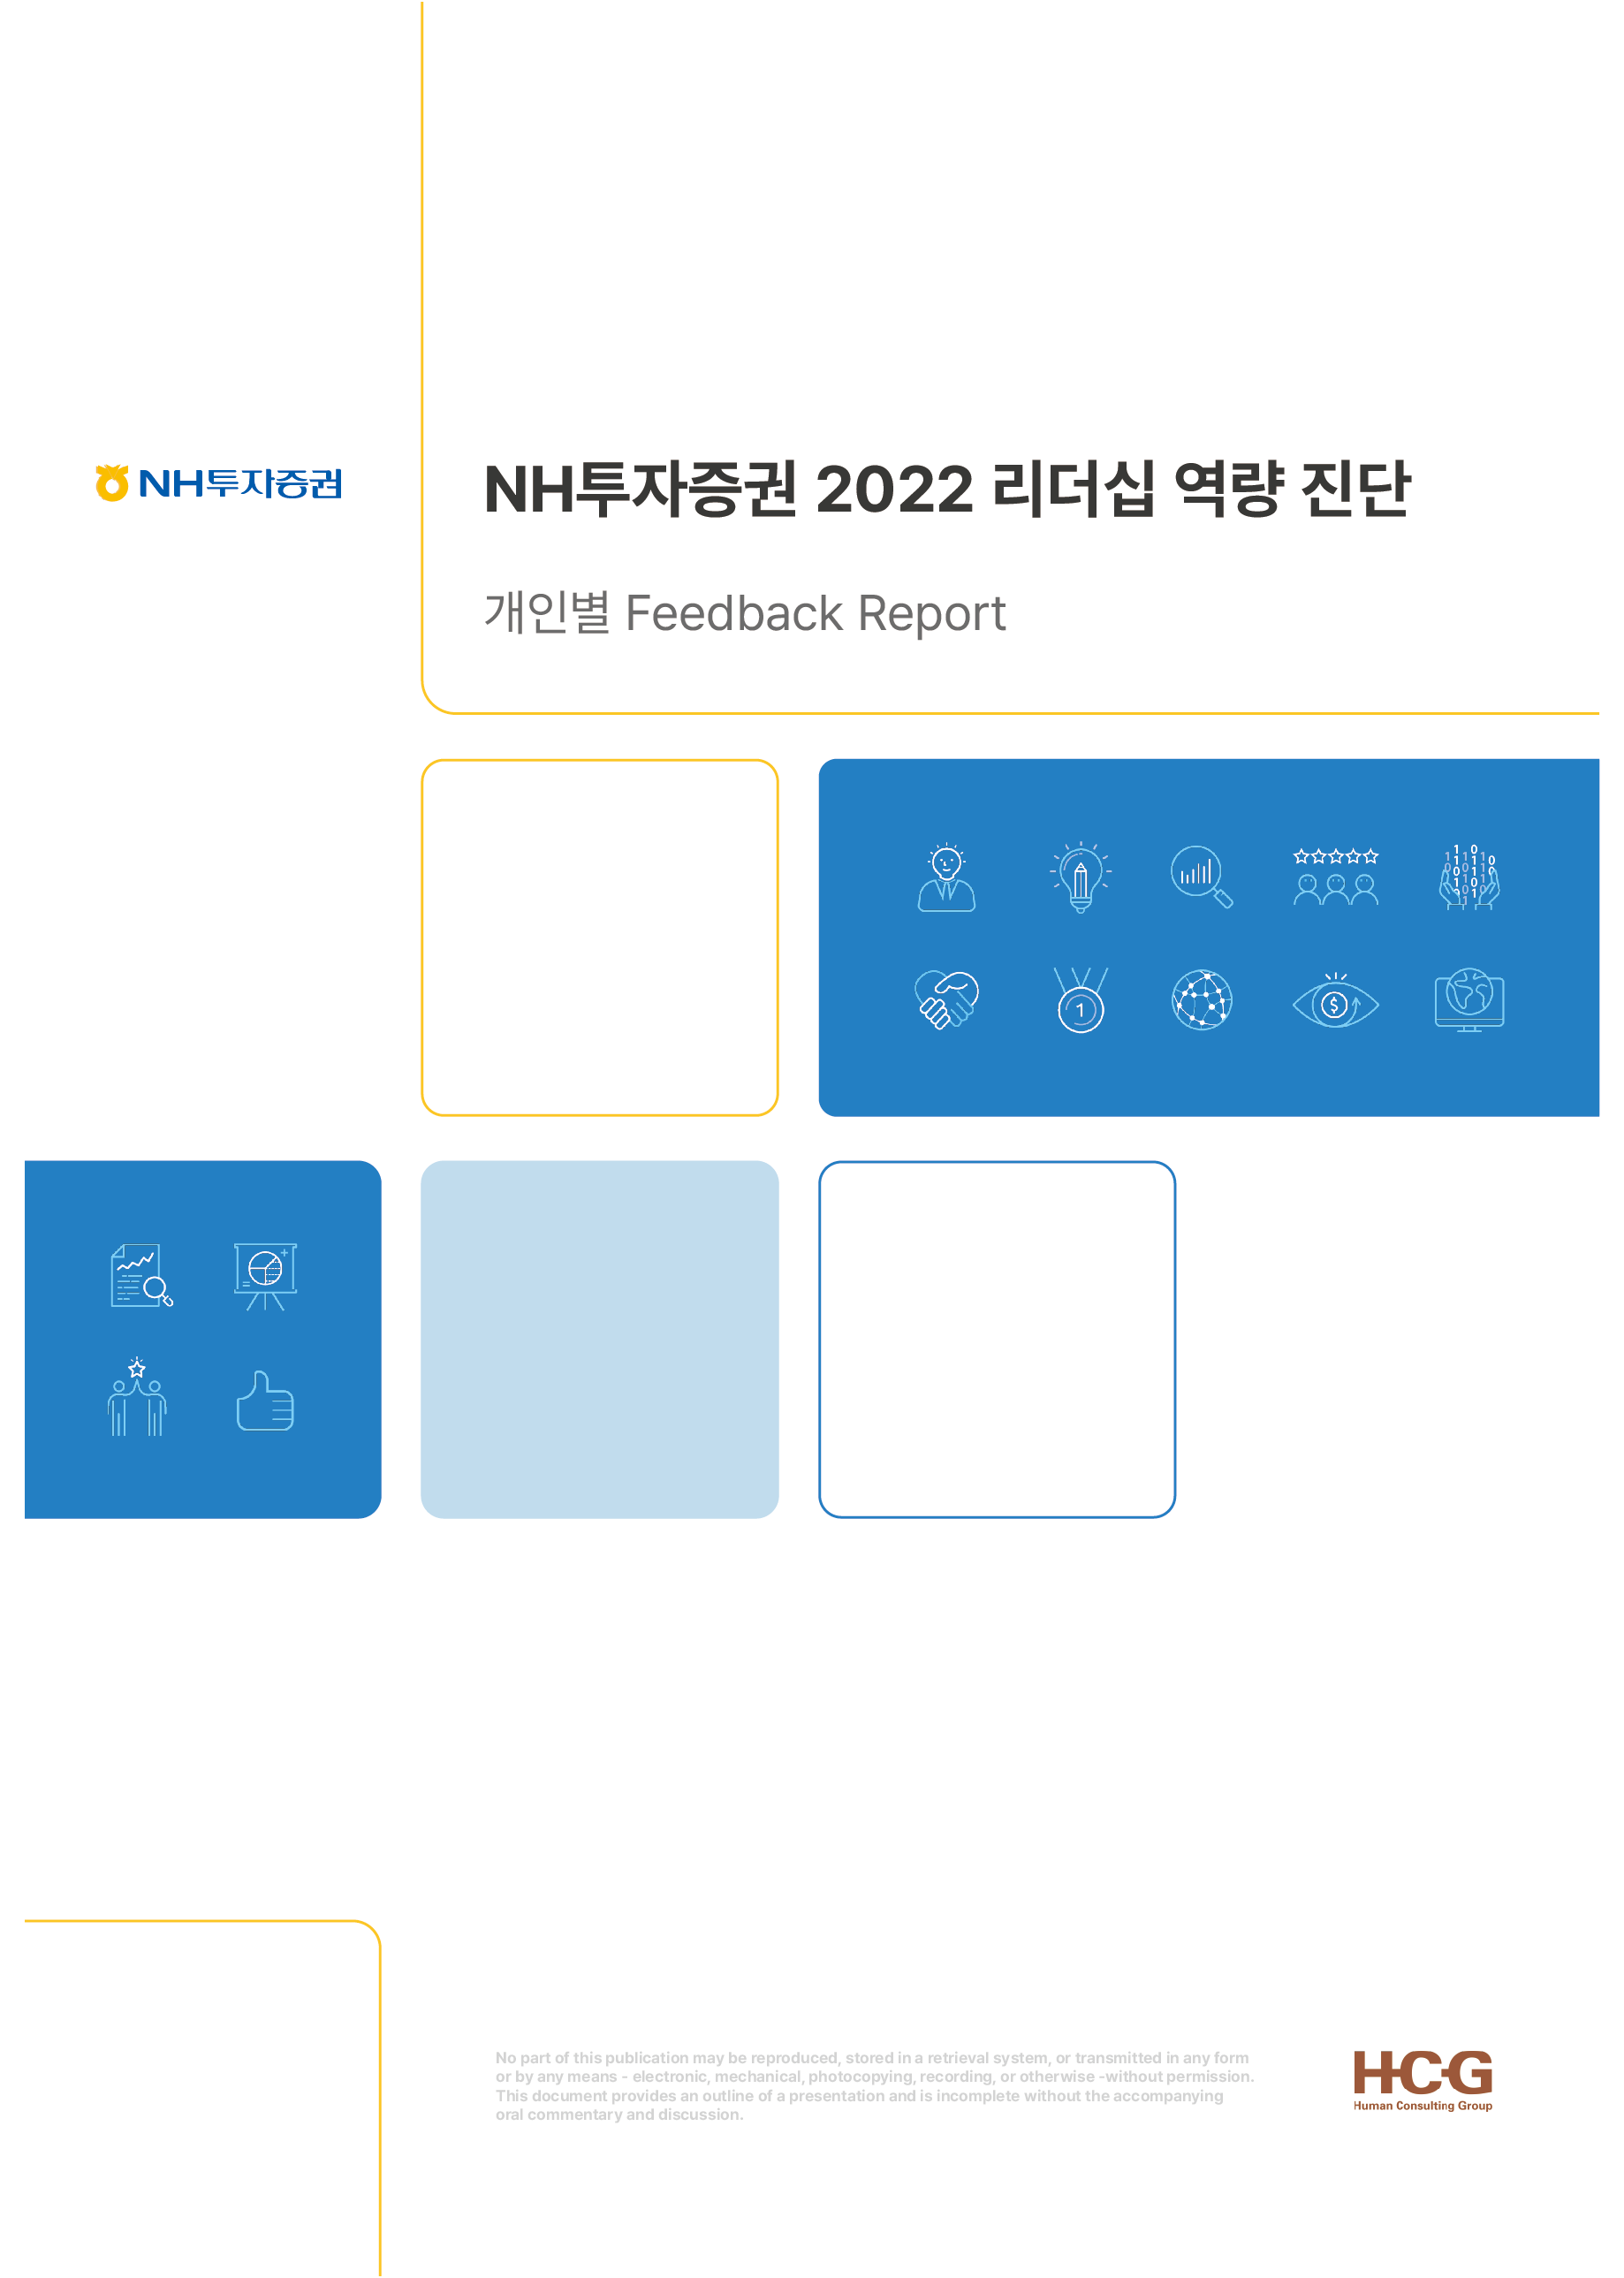 NH투자증권
NH투자증권 2022 리더십 역량 진단
개인별 Feedback Report
No part of this publication may be reproduced, stored in a retrieval system, or transmitted in any form
or by any means - electronic, mechanical, photocopying, recording, or otherwise -without permission.
This document provides an outline of a presentation and is incomplete without the accompanying
oral commentary and discussion.
HCG
Human Consulting Group